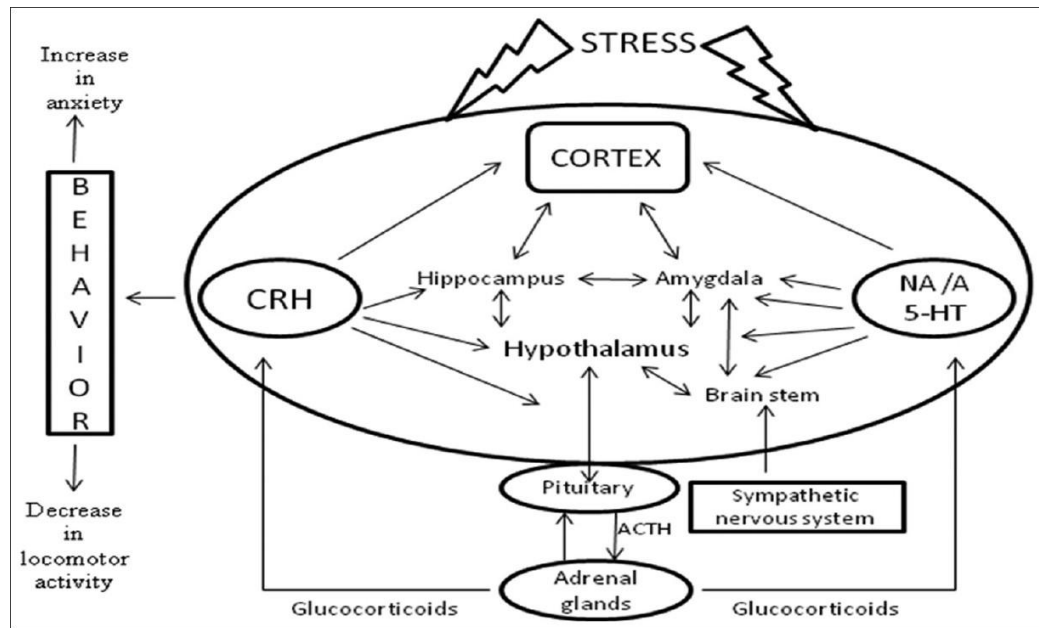 STRESS
Increase
in
anxiety
CORTEX
BEHAVIOR
Hippocampus
Amygdala
CRH
NA /A
5-HT
Hypothalamus
Brain stem
Pituitary
Sympathetic
nervous system
ACTH
Decrease
in
locomotor
activity
Adrenal
glands
Glucocorticoids
Glucocorticoids